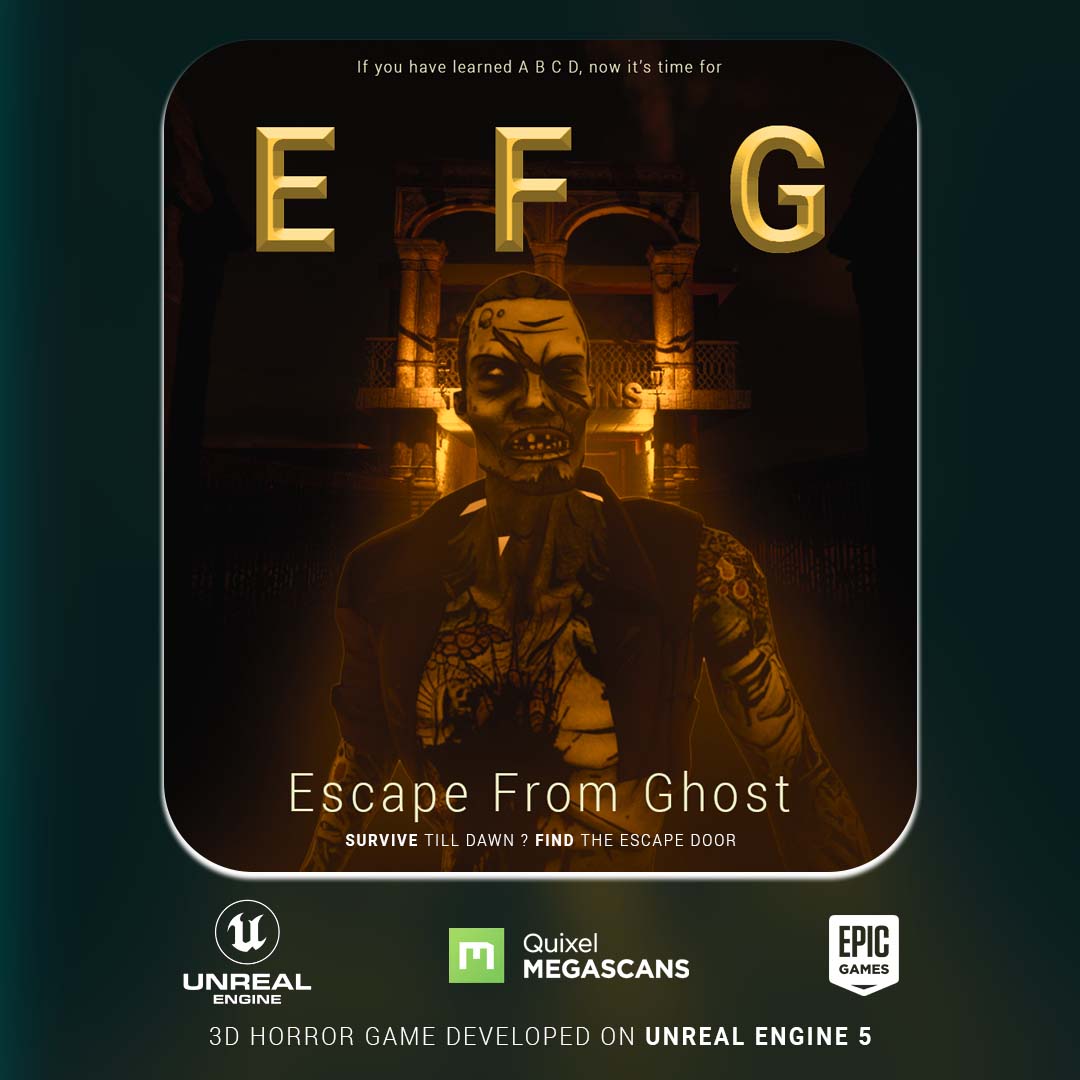 If you have learned A B C D, now it's time for
E F G
INS
Escape From Ghost
SURVIVE TILL DAWN ? FIND THE ESCAPE DOOR
UNREAL
ENGINE
Quixel
MEGASCANS
EPIC
GAMES
3D HORROR GAME DEVELOPED ON UNREAL ENGINE 5